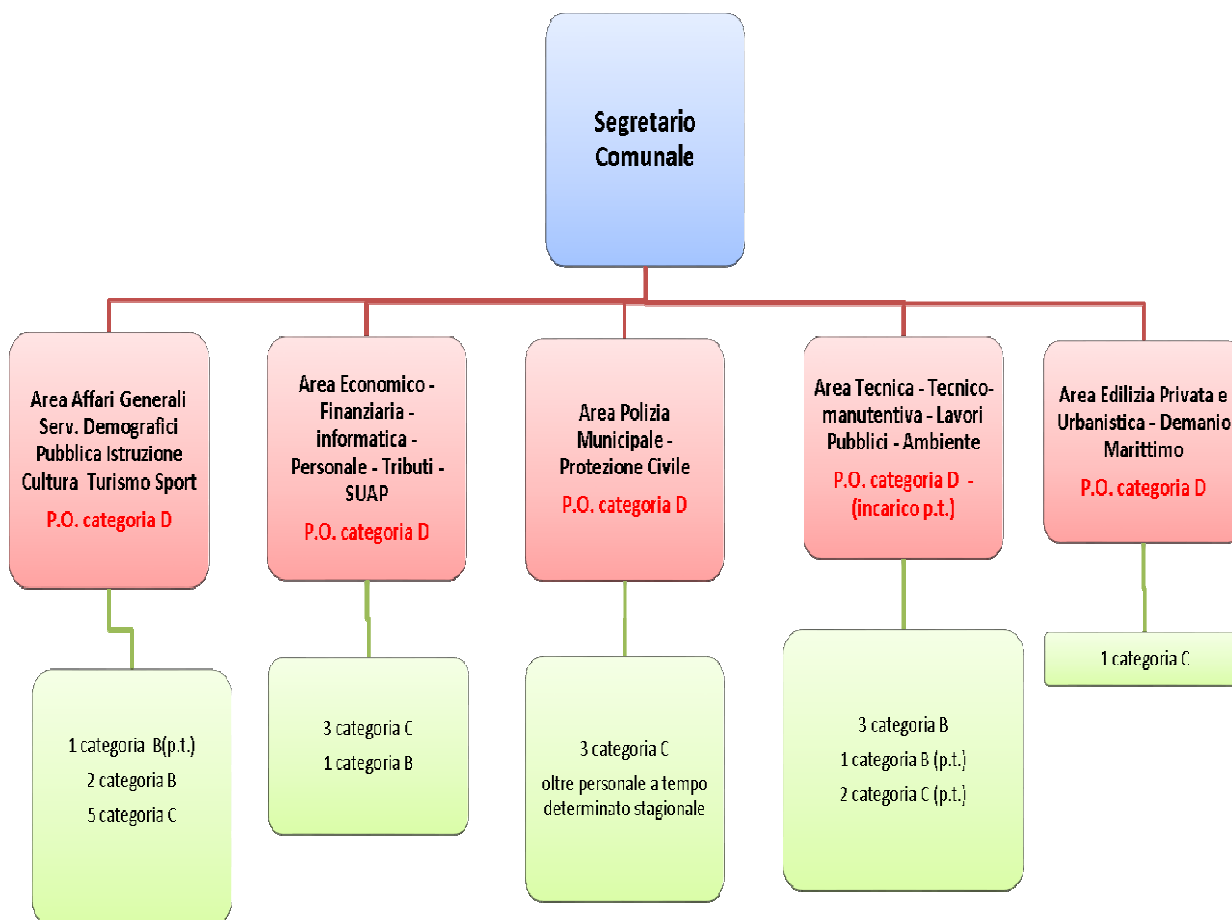 Segretario
Comunale
Area Affari Generali
Serv. Demografici
Pubblica Istruzione
Cultura Turismo Sport
P.O. categoria D
Area Economico -
Finanziaria -
informatica -
Personale - Tributi -
SUAP
P.O. categoria D
Area Polizia
Municipale -
Protezione Civile
P.O. categoria D
Area Tecnica - Tecnico-
manutentiva - Lavori
Pubblici - Ambiente
P.O. categoria D -
(incarico p.t.)
Area Edilizia Privata e
Urbanistica - Demanio
Marittimo
P.O. categoria D
1 categoria B(p.t.)
2 categoria B
5 categoria C
3 categoria C
1 categoria B
3 categoria C
oltre personale a tempo
determinato stagionale
3 categoria B
1 categoria B (p.t.)
2 categoria C (p.t.)
1 categoria C